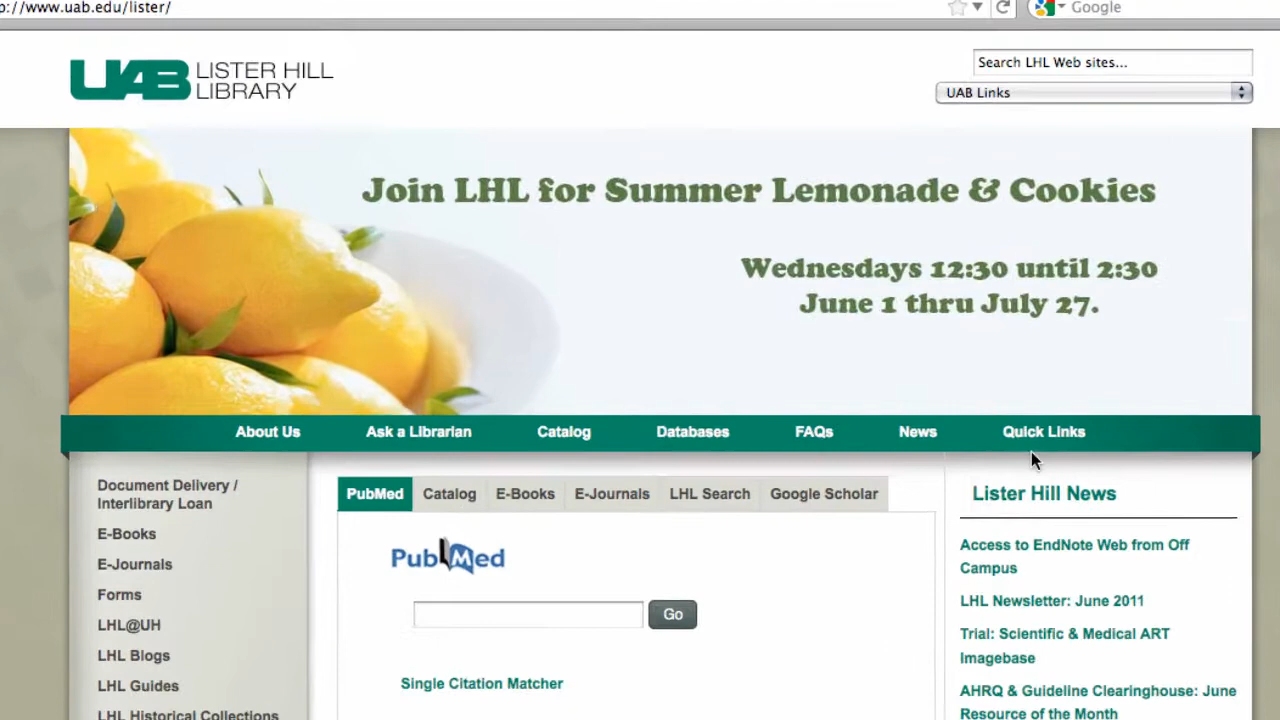 p://www.uab.edu/lister/
Google
UAB LISTER HILL
LIBRARY
Search LHL Web sites...
UAB Links
Join LHL for Summer Lemonade & Cookies
Wednesdays 12:30 until 2:30
June 1 thru July 27.
About Us Ask a Librarian Catalog Databases FAQs News Quick Links
Document Delivery /
Interlibrary Loan
E-Books
E-Journals
Forms
LHL@UH
LHL Blogs
LHL Guides
LHL Historical Collections
PubMed Catalog E-Books E-Journals LHL Search Google Scholar
PubMed
Go
Single Citation Matcher
Lister Hill News
Access to EndNote Web from Off
Campus
LHL Newsletter: June 2011
Trial: Scientific & Medical ART
Imagebase
AHRQ & Guideline Clearinghouse: June
Resource of the Month